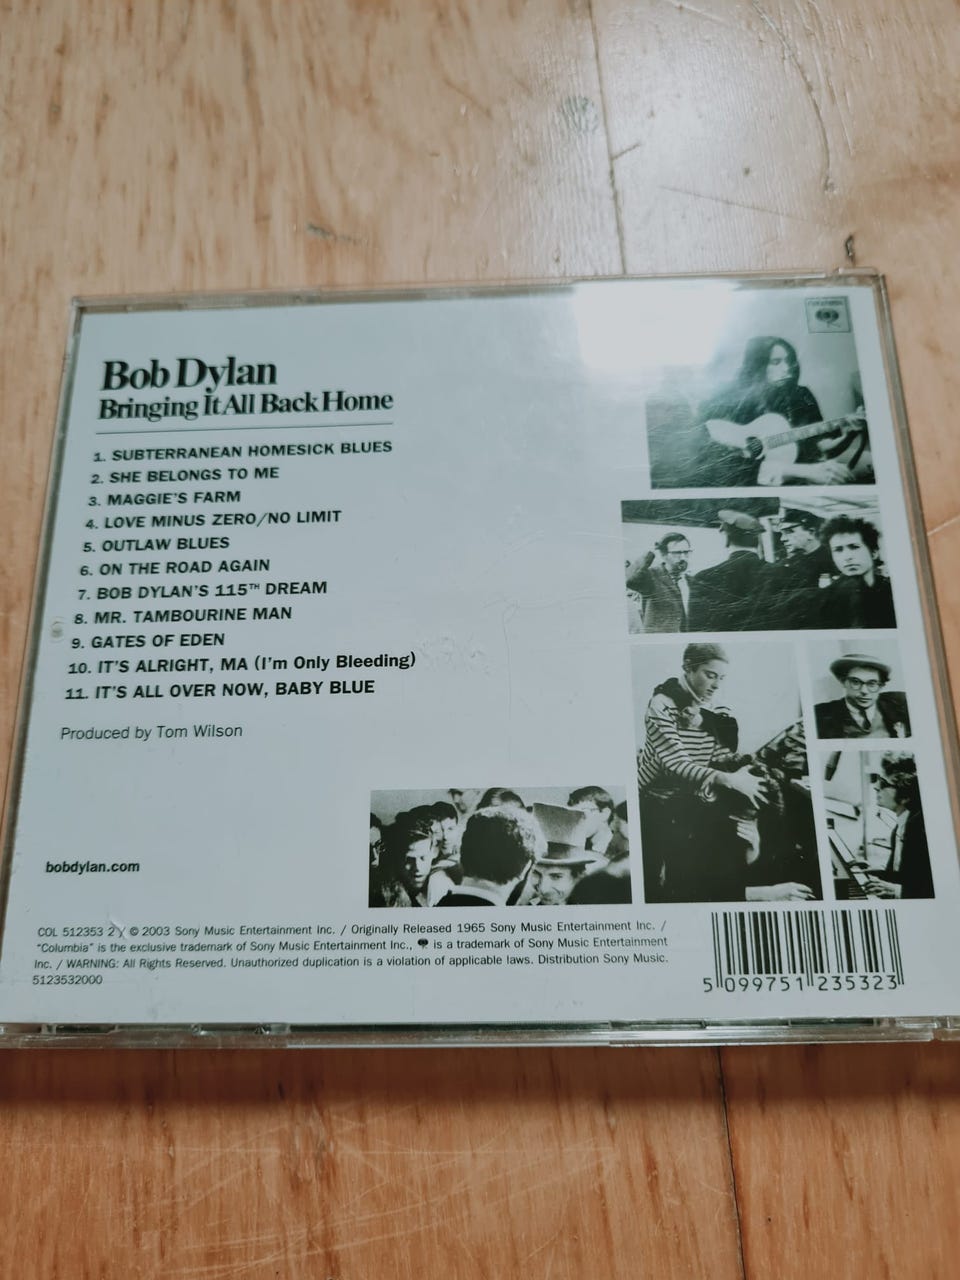 Bob Dylan
Bringing It All Back Home
1. SUBTERRANEAN HOMESICK BLUES
2. SHE BELONGS TO ME
3. MAGGIE'S FARM
4. LOVE MINUS ZERO/NO LIMIT
5. OUTLAW BLUES
6. ON THE ROAD AGAIN
7. BOB DYLAN'S 115TH DREAM
8. MR. TAMBOURINE MAN
9. GATES OF EDEN
10. IT'S ALRIGHT, MA (I'm Only Bleeding)
11. IT'S ALL OVER NOW, BABY BLUE
Produced by Tom Wilson
bobdylan.com
COL 512353 2 / © 2003 Sony Music Entertainment Inc. / Originally Released 1965 Sony Music Entertainment Inc. /
"Columbia" is the exclusive trademark of Sony Music Entertainment Inc., is a trademark of Sony Music Entertainment
Inc. / WARNING: All Rights Reserved. Unauthorized duplication is a violation of applicable laws. Distribution Sony Music.
5123532000
5 099751 235323